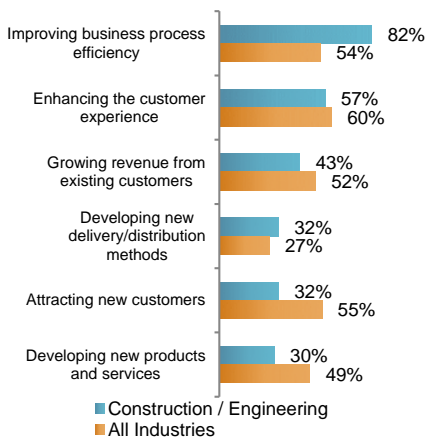 Improving business process
efficiency
82%
54%
Enhancing the customer
experience
57%
60%
Growing revenue from
existing customers
43%
52%
Developing new
delivery/distribution
methods
32%
27%
Attracting new customers
32%
55%
Developing new products
and services
30%
49%
Construction / Engineering
All Industries